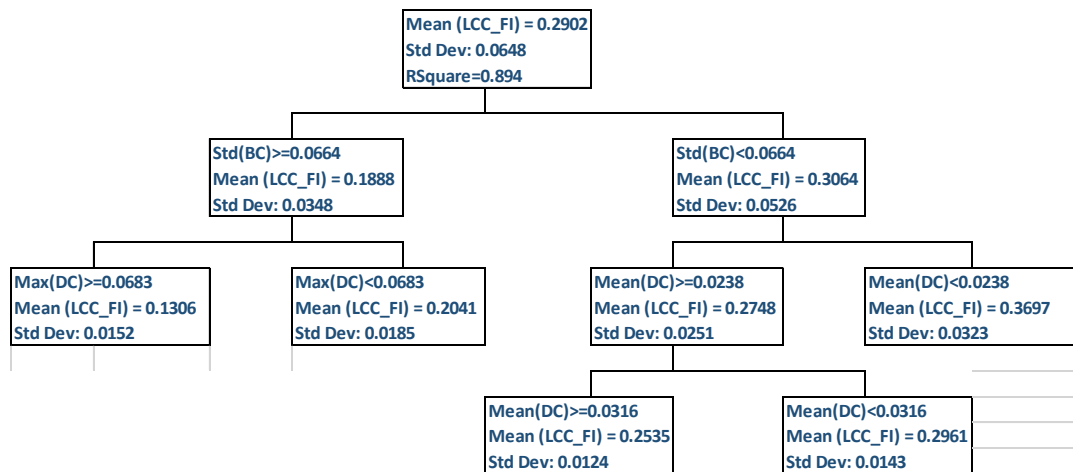 Mean (LCC_FI) = 0.2902
Std Dev: 0.0648
RSquare=0.894
Std(BC)>=0.0664
Mean (LCC_FI) = 0.1888
Std Dev: 0.0348
Std(BC)<0.0664
Mean (LCC_FI) = 0.3064
Std Dev: 0.0526
Max(DC)>=0.0683
Mean (LCC_FI) = 0.1306
Std Dev: 0.0152
Max(DC)<0.0683
Mean (LCC_FI) = 0.2041
Std Dev: 0.0185
Mean(DC)>=0.0238
Mean (LCC_FI) = 0.2748
Std Dev: 0.0251
Mean(DC)<0.0238
Mean (LCC_FI) = 0.3697
Std Dev: 0.0323
Mean(DC)>=0.0316
Mean (LCC_FI) = 0.2535
Std Dev: 0.0124
Mean(DC)<0.0316
Mean (LCC_FI) = 0.2961
Std Dev: 0.0143